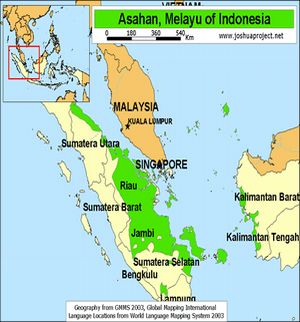 VIETNAM
Asahan, Melayu of Indonesia
www.joshuaproject.net
0 180 360 540 Km
MALAYSIA
KUALA LUMPUR
Sumatera Utara
SINGAPORE
Riau
Kalimantan Barat
Sumatera Barat
Jambi
Kalimantan Tengah
Sumatera Selatan
Bengkulu
Lampung
Geography from GMMS 2003, Global Mapping International
Language Locations from World Language Mapping System 2003